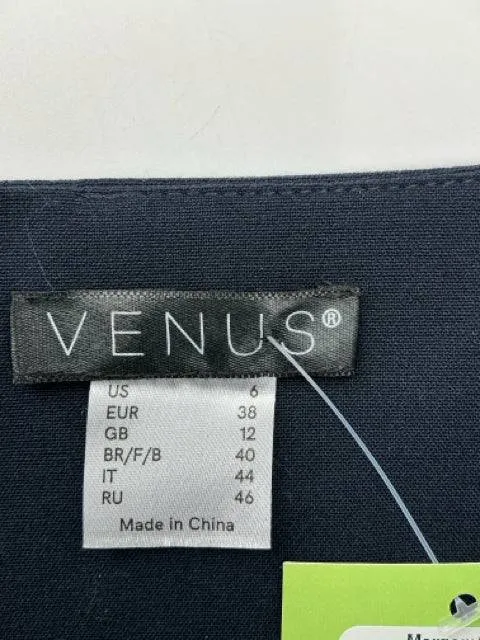 VENUS®
US 6
EUR 38
GB 12
BR/F/B 40
IT 44
RU 46
Made in China